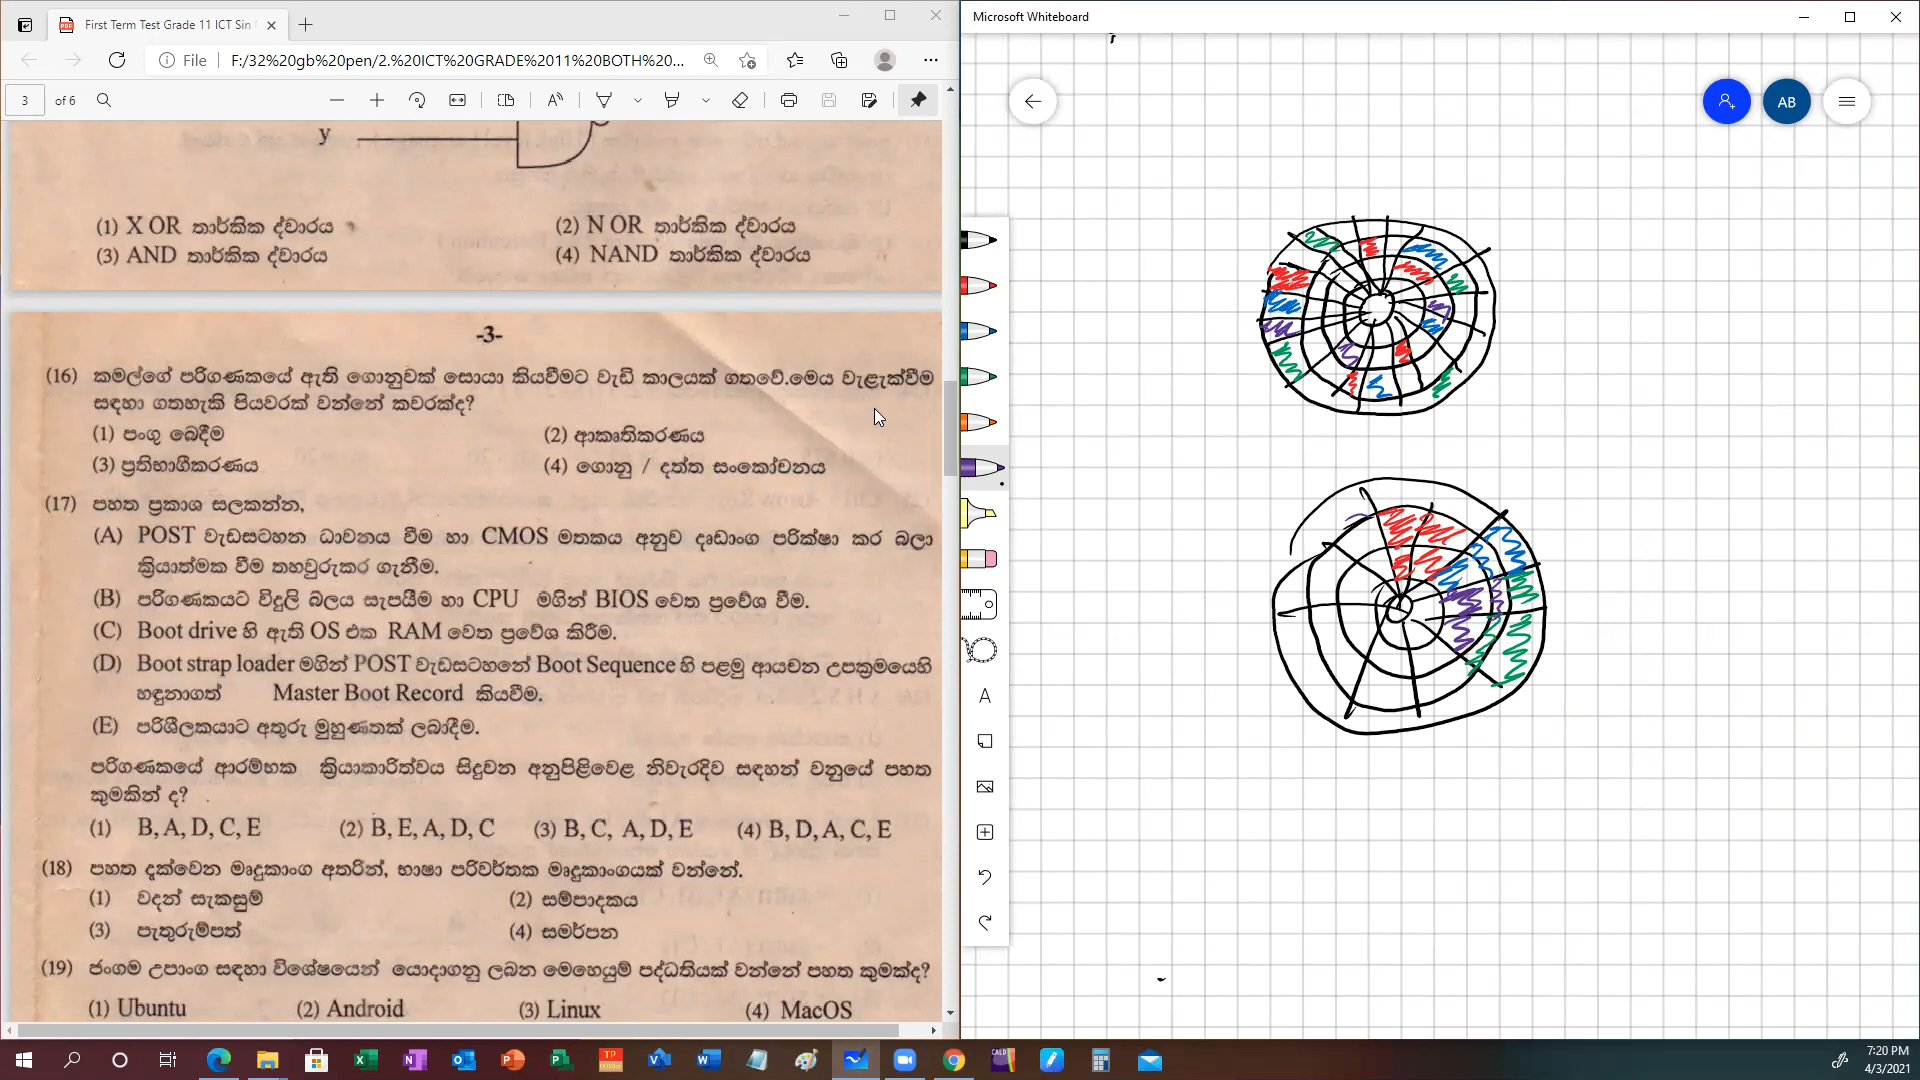 First Term Test Grade 11 ICT Sin
Microsoft Whiteboard
File
F:/32%20gb%20pen/2.%20ICT%20GRADE%2011%20BOTH%20...
3 of 6
AB
y
(1) X OR තාර්කික ද්වාරය (2) N OR තාර්කික ද්වාරය
(3) AND තාර්කික ද්වාරය (4) NAND තාර්කික ද්වාරය
-3-
(16) කමල්ගේ පරිගණකයේ ඇති ගොනුවක් සොයා කියවීමට වැඩි කාලයක් ගතවේ.මෙය වැළැක්වීම
සඳහා ගතහැකි පියවරක් වන්නේ කවරක්ද?
(1) පංගු බෙදීම (2) ආකෘතිකරණය
(3) ප්‍රතිභාගීකරණය (4) ගොනු / දත්ත සංකෝචනය
(17) පහත ප්‍රකාශ සලකන්න,
(A) POST වැඩසටහන ධාවනය වීම හා CMOS මතකය අනුව දෘඩාංග පරික්ෂා කර බලා
ක්‍රියාත්මක වීම තහවුරුකර ගැනීම.
(B) පරිගණකයට විදුලි බලය සැපයීම හා CPU මගින් BIOS වෙත ප්‍රවේශ වීම.
(C) Boot drive හි ඇති OS එක RAM වෙත ප්‍රවේශ කිරීම.
(D) Boot strap loader මගින් POST වැඩසටහනේ Boot Sequence හි පළමු ආයචන උපක්‍රමයෙහි
හඳුනාගත් Master Boot Record කියවීම.
(E) පරිශීලකයාට අතුරු මුහුණතක් ලබාදීම.
පරිගණකයේ ආරම්භක ක්‍රියාකාරිත්වය සිදුවන අනුපිළිවෙළ නිවැරදිව සඳහන් වනුයේ පහත
කුමකින් ද?
(1) B, A, D, C, E (2) B, E, A, D, C (3) B, C, A, D, E (4) B, D, A, C, E
(18) පහත දැක්වෙන මෘදුකාංග අතරින්, භාෂා පරිවර්තක මෘදුකාංගයක් වන්නේ.
(1) වදන් සැකසුම් (2) සම්පාදකය
(3) පැතුරුම්පත් (4) සමර්පන
(19) ජංගම උපාංග සඳහා විශේෂයෙන් යොදාගනු ලබන මෙහෙයුම් පද්ධතියක් වන්නේ පහත කුමක්ද?
(1) Ubuntu (2) Android (3) Linux (4) MacOS
7:20 PM
4/3/2021